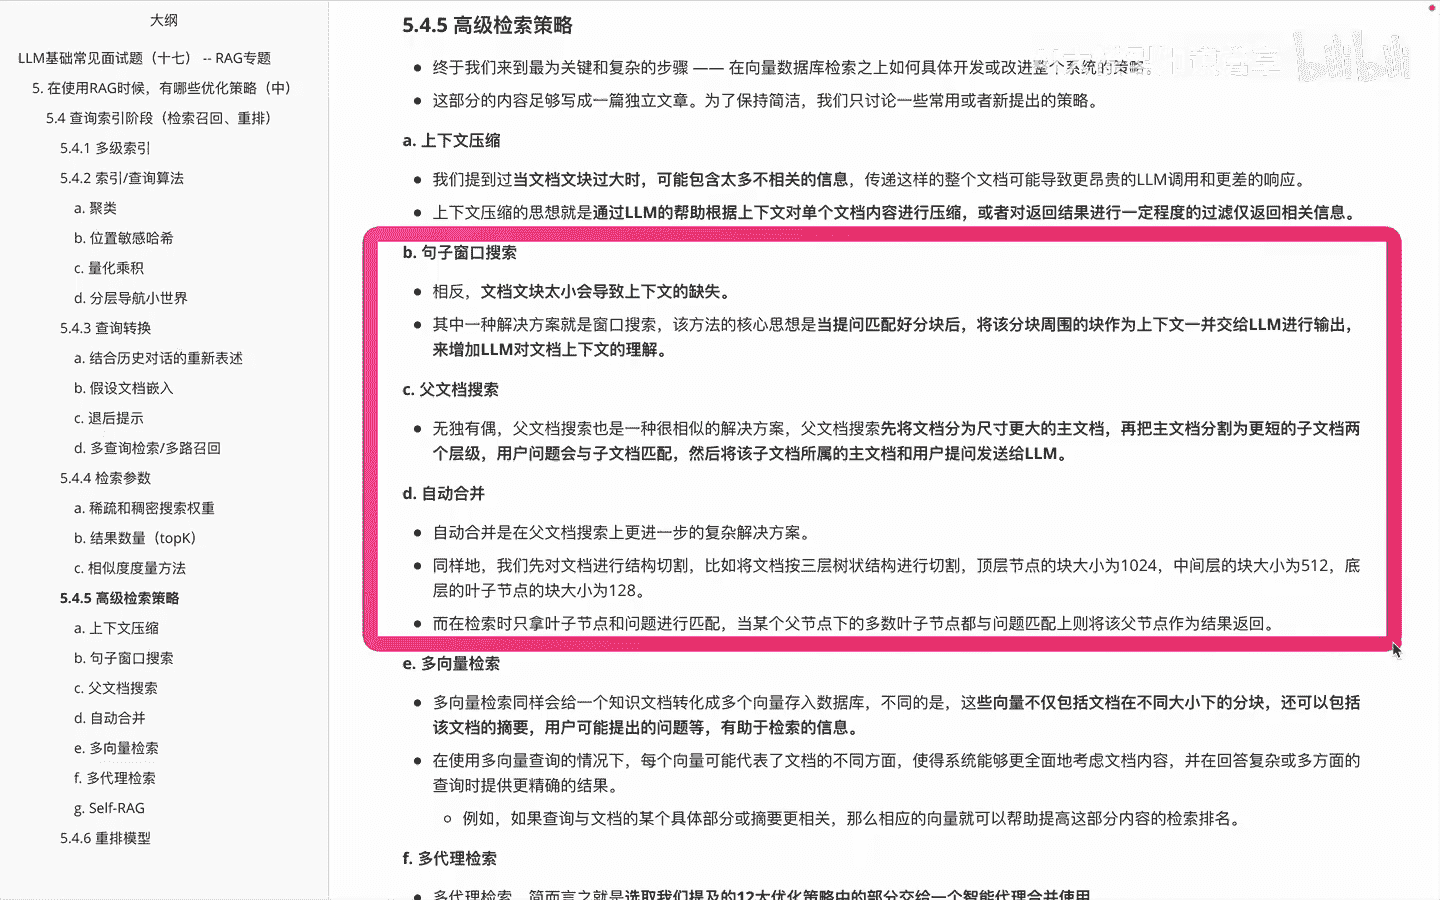 大纲
LLM基础常见面试题（十七） -- RAG专题
5. 在使用RAG时候，有哪些优化策略（中）
5.4 查询索引阶段（检索召回、重排）
5.4.1 多级索引
5.4.2 索引/查询算法
a. 聚类
b. 位置敏感哈希
c. 量化乘积
d. 分层导航小世界
5.4.3 查询转换
a. 结合历史对话的重新表述
b. 假设文档嵌入
c. 退后提示
d. 多查询检索/多路召回
5.4.4 检索参数
a. 稀疏和稠密搜索权重
b. 结果数量（topK）
c. 相似度度量方法
5.4.5 高级检索策略
a. 上下文压缩
b. 句子窗口搜索
c. 父文档搜索
d. 自动合并
e. 多向量检索
f. 多代理检索
g. Self-RAG
5.4.6 重排模型
5.4.5 高级检索策略
终于我们来到最为关键和复杂的步骤 —— 在向量数据库检索之上如何具体开发或改进整个系统的策略。
这部分的内容足够写成一篇独立文章。为了保持简洁，我们只讨论一些常用或者新提出的策略。
a. 上下文压缩
我们提到过当文档文块过大时，可能包含太多不相关的信息，传递这样的整个文档可能导致更昂贵的LLM调用和更差的响应。
上下文压缩的思想就是通过LLM的帮助根据上下文对单个文档内容进行压缩，或者对返回结果进行一定程度的过滤仅返回相关信息。
b. 句子窗口搜索
相反，文档文块太小会导致上下文的缺失。
其中一种解决方案就是窗口搜索，该方法的核心思想是当提问匹配好分块后，将该分块周围的块作为上下文一并交给LLM进行输出，
来增加LLM对文档上下文的理解。
c. 父文档搜索
无独有偶，父文档搜索也是一种很相似的解决方案，父文档搜索先将文档分为尺寸更大的主文档，再把主文档分割为更短的子文档两
个层级，用户问题会与子文档匹配，然后将该子文档所属的主文档和用户提问发送给LLM。
d. 自动合并
自动合并是在父文档搜索上更进一步的复杂解决方案。
同样地，我们先对文档进行结构切割，比如将文档按三层树状结构进行切割，顶层节点的块大小为1024，中间层的块大小为512，底
层的叶子节点的块大小为128。
而在检索时只拿叶子节点和问题进行匹配，当某个父节点下的多数叶子节点都与问题匹配上则将该父节点作为结果返回。
e. 多向量检索
多向量检索同样会给一个知识文档转化成多个向量存入数据库，不同的是，这些向量不仅包括文档在不同大小下的分块，还可以包括
该文档的摘要，用户可能提出的问题等，有助于检索的信息。
在使用多向量查询的情况下，每个向量可能代表了文档的不同方面，使得系统能够更全面地考虑文档内容，并在回答复杂或多方面的
查询时提供更精确的结果。
例如，如果查询与文档的某个具体部分或摘要更相关，那么相应的向量就可以帮助提高这部分内容的检索排名。
f. 多代理检索
多代理检索，简而言之就是选取我们提及的12大优化策略中的部分交给一个智能代理合并使用
bilibili